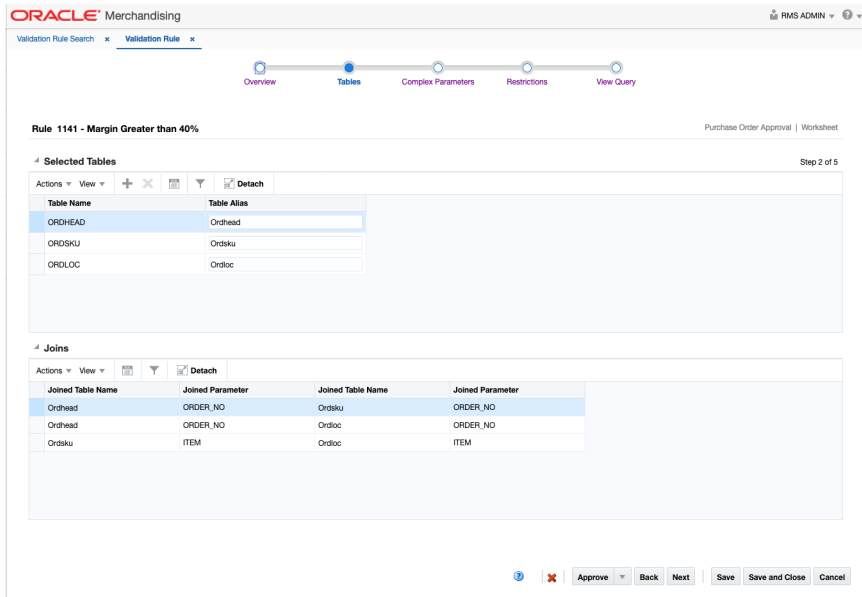 ORACLE® Merchandising
RMS ADMIN
Validation Rule Search × Validation Rule ×
Overview Tables Complex Parameters Restrictions View Query
Rule 1141 - Margin Greater than 40% Purchase Order Approval | Worksheet
Selected Tables Step 2 of 5
Actions View Detach
Table Name Table Alias
ORDHEAD Ordhead
ORDSKU Ordsku
ORDLOC Ordloc
Joins
Actions View Detach
Joined Table Name Joined Parameter Joined Table Name Joined Parameter
Ordhead ORDER_NO Ordsku ORDER_NO
Ordhead ORDER_NO Ordloc ORDER_NO
Ordsku ITEM Ordloc ITEM
Approve Back Next Save Save and Close Cancel